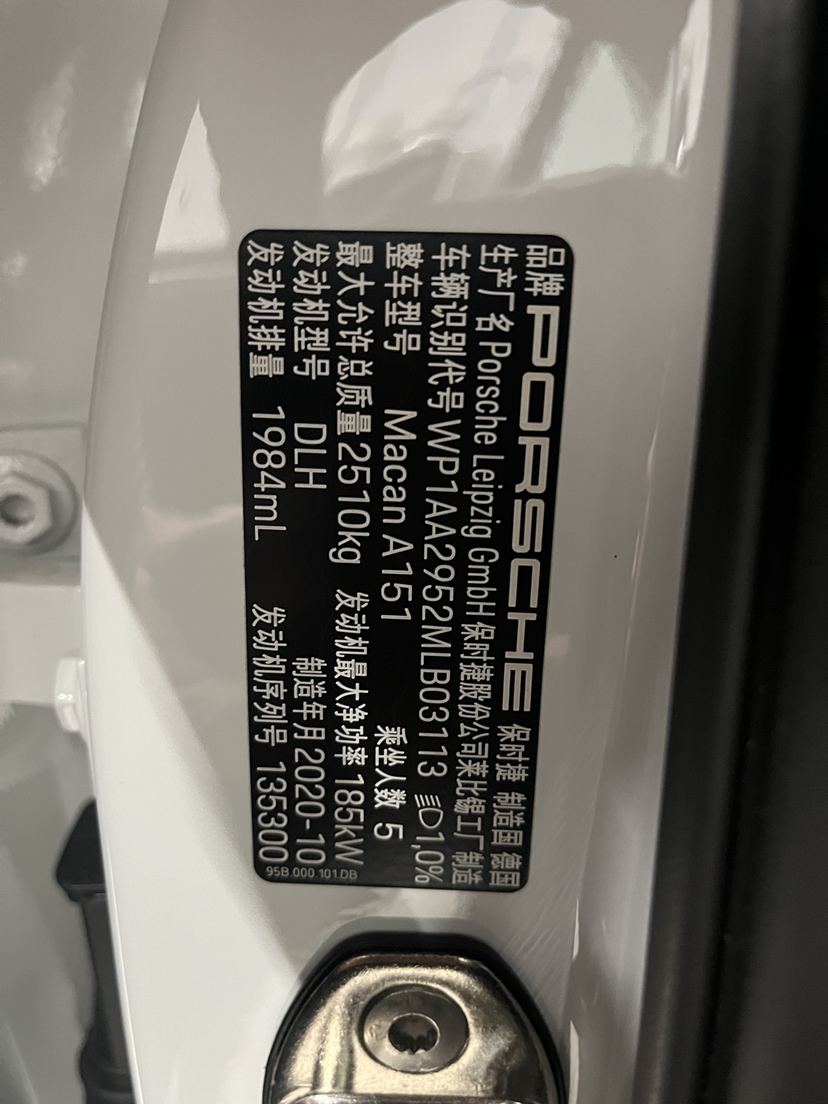 品牌 PORSCHE 保时捷 制造国 德国
生产厂名 Porsche Leipzig GmbH 保时捷股份公司莱比锡工厂制造
车辆识别代号 WP1AA2952MLB03113 1,0%
整车型号 Macan A151 乘坐人数 5
最大允许总质量 2510kg 发动机最大净功率 185kW
发动机型号 DLH 制造年月 2020-10
发动机排量 1984mL 发动机序列号 135300
95B.000.101.DB